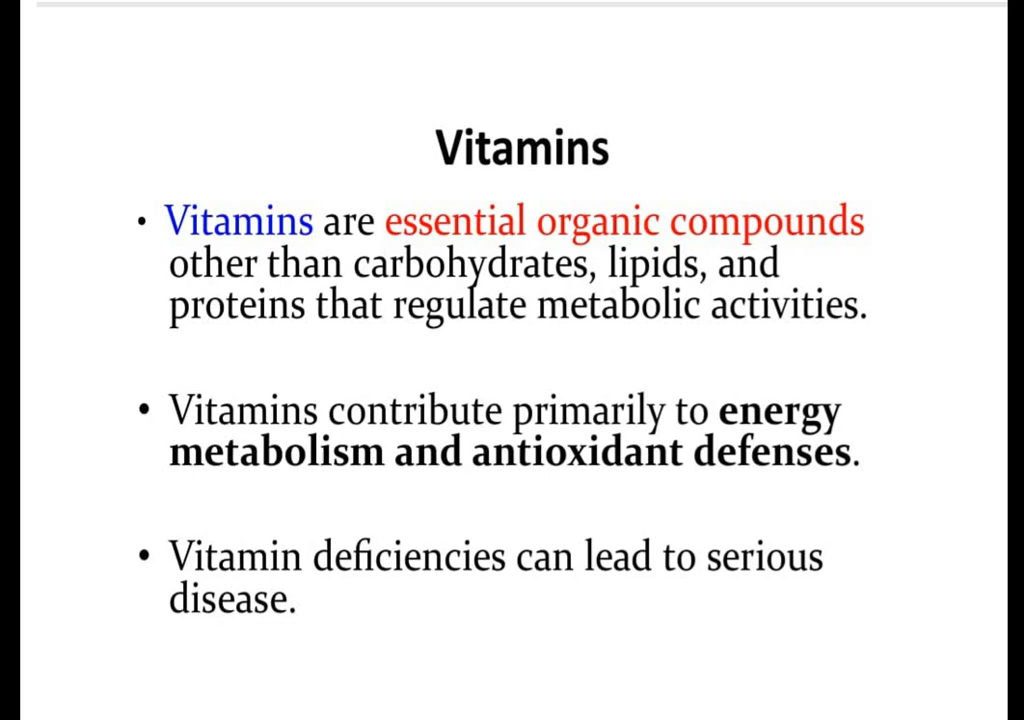 Vitamins
• Vitamins are essential organic compounds
other than carbohydrates, lipids, and
proteins that regulate metabolic activities.
• Vitamins contribute primarily to energy
metabolism and antioxidant defenses.
• Vitamin deficiencies can lead to serious
disease.